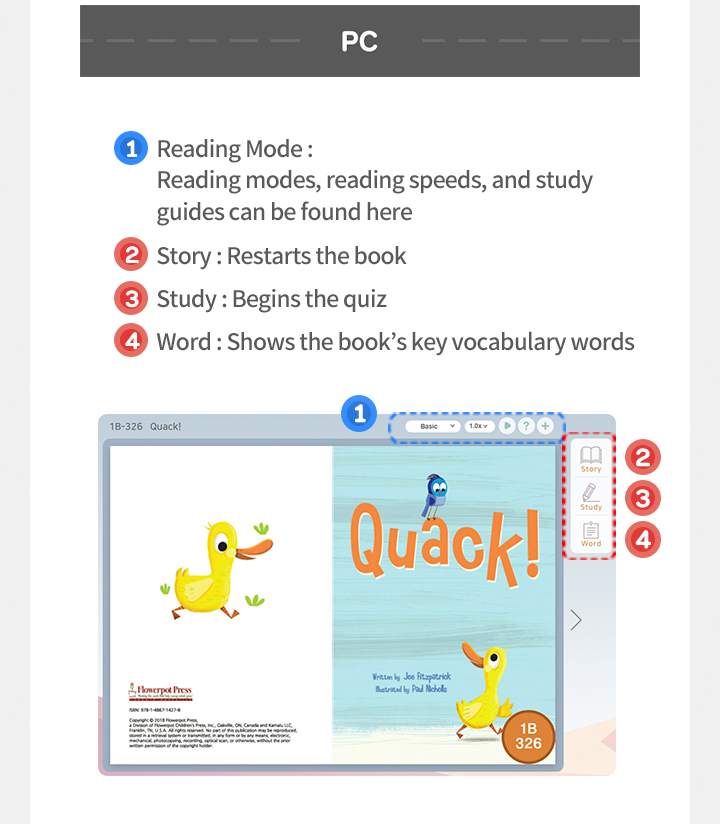 PC
1 Reading Mode :
Reading modes, reading speeds, and study
guides can be found here
2 Story : Restarts the book
3 Study : Begins the quiz
4 Word : Shows the book's key vocabulary words
1
1B-326 Quack!
Basic
1.0x
?
+
Story
2
Study
3
Word
4
Quack!
Written by Joe Fitzpatrick
Illustrated by Paul Nicholls
Flowerpot Press
ISBN: 978-1-4867-1427-8
Copyright © 2018 Flowerpot Press,
a Division of Flowerpot Children's Press, Inc., Oakville, ON, Canada and Kamalu LLC,
Franklin, TN, U.S.A. All rights reserved. No part of this publication may be reproduced,
stored in a retrieval system or transmitted, in any form or by any means, electronic,
mechanical, photocopying, recording, optical scan, or otherwise, without the prior
written permission of the copyright holder.
1B
326